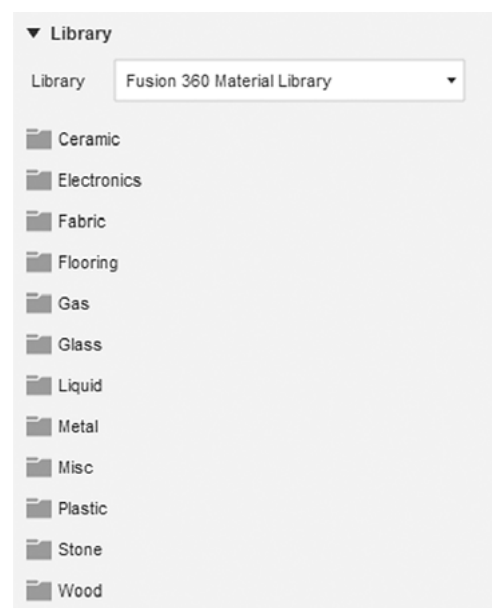 ▼ Library
Library Fusion 360 Material Library
Ceramic
Electronics
Fabric
Flooring
Gas
Glass
Liquid
Metal
Misc
Plastic
Stone
Wood